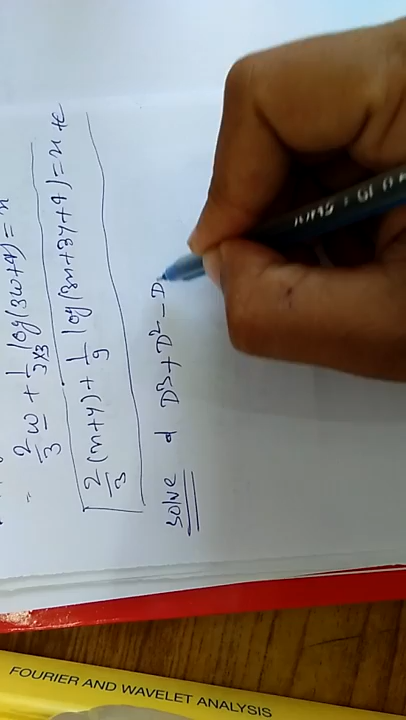 = 2/3 w + 1/(3×3) log(3w+4) = x
2/3 (x+y) + 1/9 log(3x+3y+4) = x+c
solve d D³+D²-D
FOURIER AND WAVELET ANALYSIS